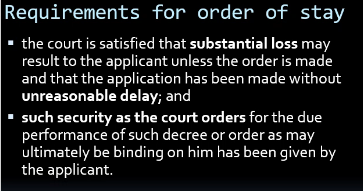 Requirements for order of stay
▪ the court is satisfied that substantial loss may
result to the applicant unless the order is made
and that the application has been made without
unreasonable delay; and
▪ such security as the court orders for the due
performance of such decree or order as may
ultimately be binding on him has been given by
the applicant.